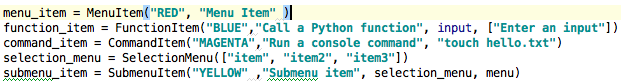 menu_item = MenuItem("RED", "Menu Item" )
function_item = FunctionItem("BLUE","Call a Python function", input, ["Enter an input"])
command_item = CommandItem("MAGENTA","Run a console command", "touch hello.txt")
selection_menu = SelectionMenu(["item", "item2", "item3"])
submenu_item = SubmenuItem("YELLOW" ,"Submenu item", selection_menu, menu)